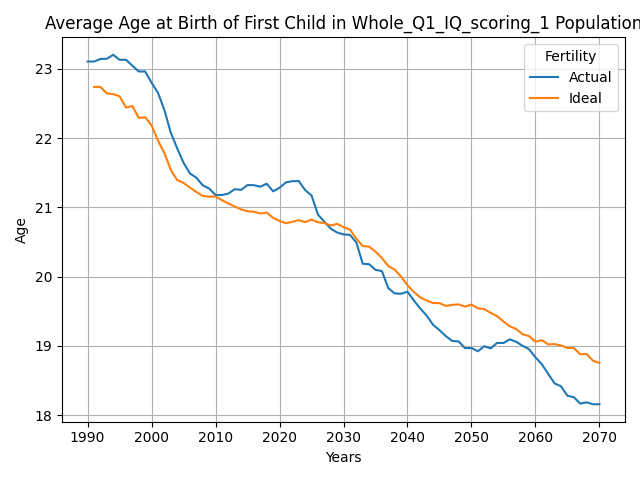 Average Age at Birth of First Child in Whole_Q1_IQ_scoring_1 Population
Fertility
Actual
Ideal
Age
23
22
21
20
19
18
1990
2000
2010
2020
2030
2040
2050
2060
2070
Years